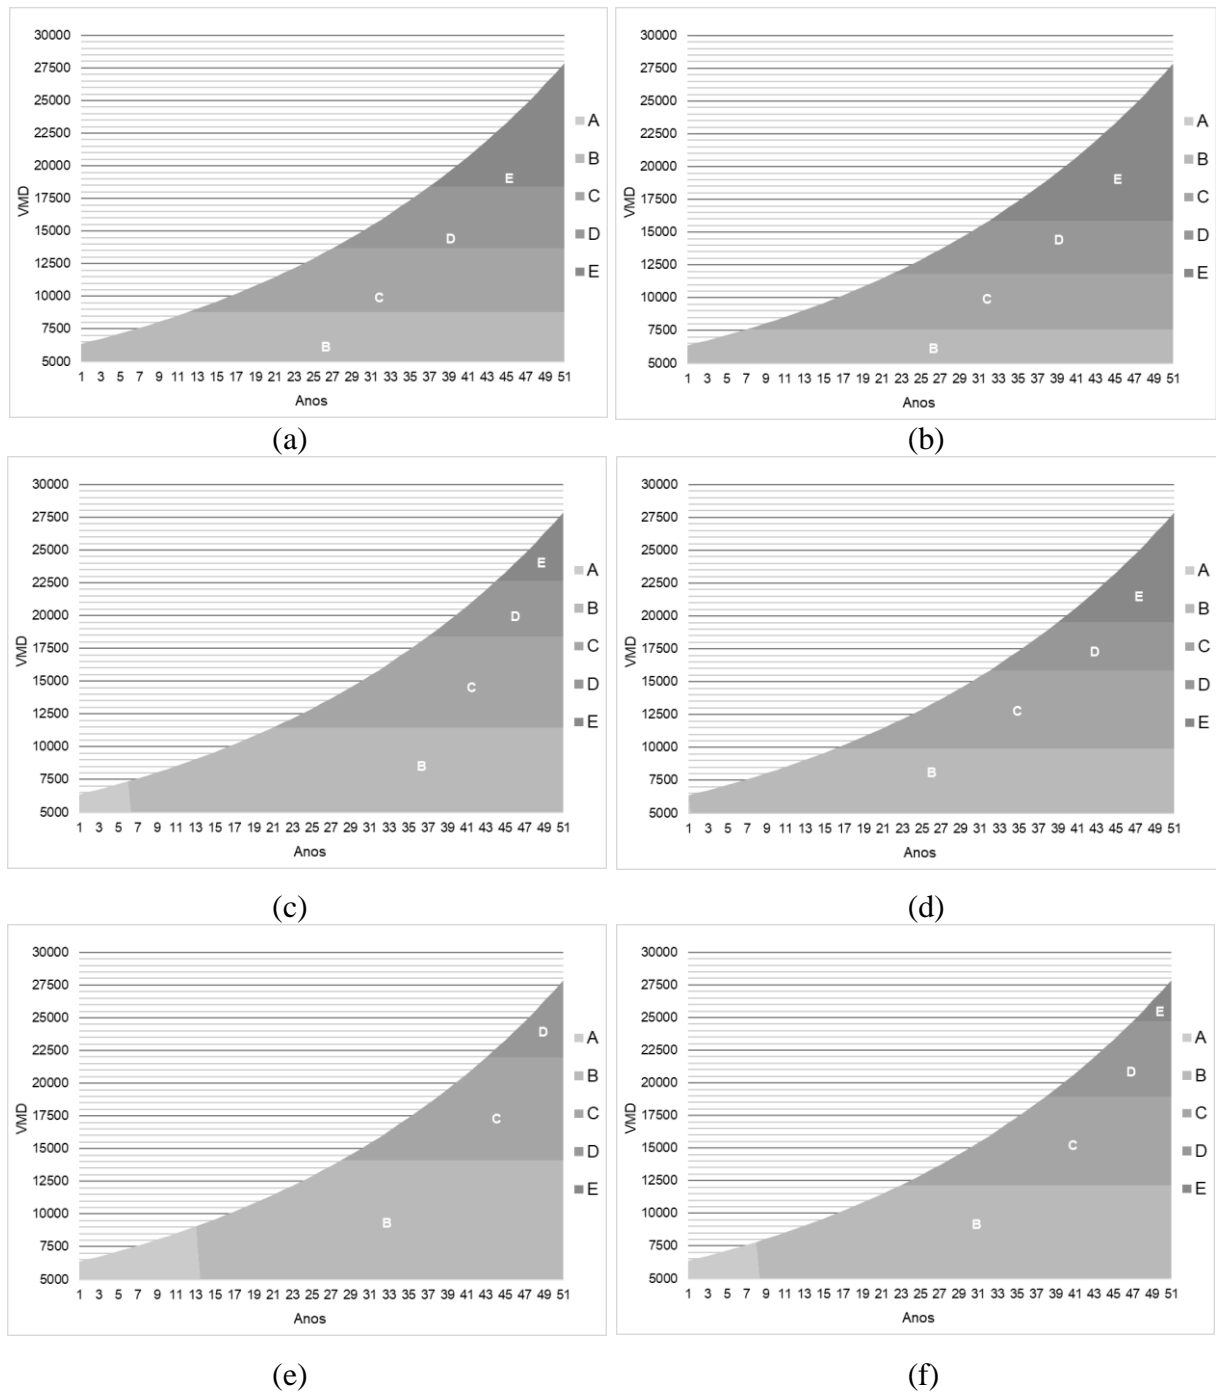 30000
27500
25000
22500
20000
17500
15000
12500
10000
7500
5000
VMD
1 3 5 7 9 11 13 15 17 19 21 23 25 27 29 31 33 35 37 39 41 43 45 47 49 51
Anos
B
C
D
E
A
B
C
D
E
(a)
30000
27500
25000
22500
20000
17500
15000
12500
10000
7500
5000
VMD
1 3 5 7 9 11 13 15 17 19 21 23 25 27 29 31 33 35 37 39 41 43 45 47 49 51
Anos
B
C
D
E
A
B
C
D
E
(b)
30000
27500
25000
22500
20000
17500
15000
12500
10000
7500
5000
VMD
1 3 5 7 9 11 13 15 17 19 21 23 25 27 29 31 33 35 37 39 41 43 45 47 49 51
Anos
B
C
D
E
A
B
C
D
E
(c)
30000
27500
25000
22500
20000
17500
15000
12500
10000
7500
5000
VMD
1 3 5 7 9 11 13 15 17 19 21 23 25 27 29 31 33 35 37 39 41 43 45 47 49 51
Anos
B
C
D
E
A
B
C
D
E
(d)
30000
27500
25000
22500
20000
17500
15000
12500
10000
7500
5000
VMD
1 3 5 7 9 11 13 15 17 19 21 23 25 27 29 31 33 35 37 39 41 43 45 47 49 51
Anos
B
C
D
A
B
C
D
E
(e)
30000
27500
25000
22500
20000
17500
15000
12500
10000
7500
5000
VMD
1 3 5 7 9 11 13 15 17 19 21 23 25 27 29 31 33 35 37 39 41 43 45 47 49 51
Anos
B
C
D
E
A
B
C
D
E
(f)